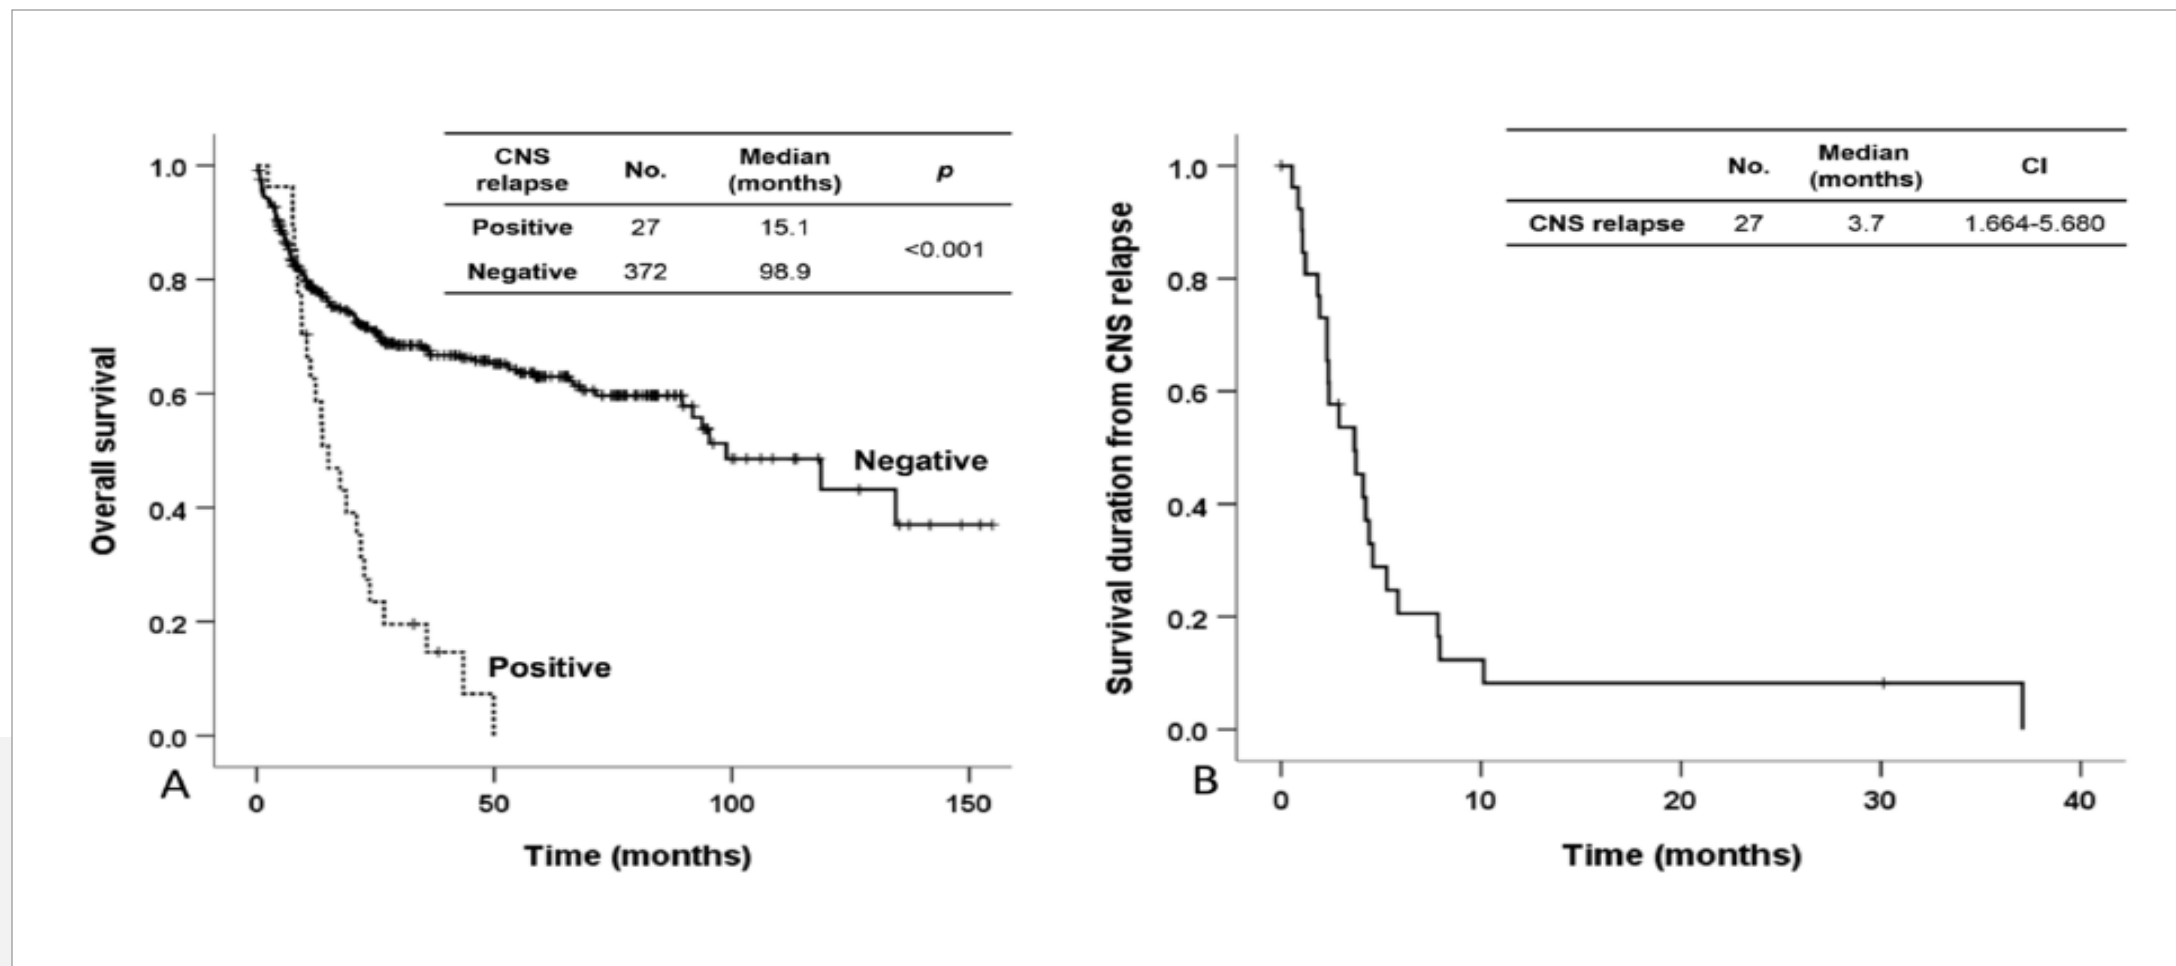 CNS relapse No. Median (months) p
Positive 27 15.1 <0.001
Negative 372 98.9
Overall survival
1.0
0.8
0.6
0.4
0.2
0.0
Negative
Positive
A
0 50 100 150
Time (months)
No. Median (months) CI
CNS relapse 27 3.7 1.664-5.680
Survival duration from CNS relapse
1.0
0.8
0.6
0.4
0.2
0.0
B
0 10 20 30 40
Time (months)